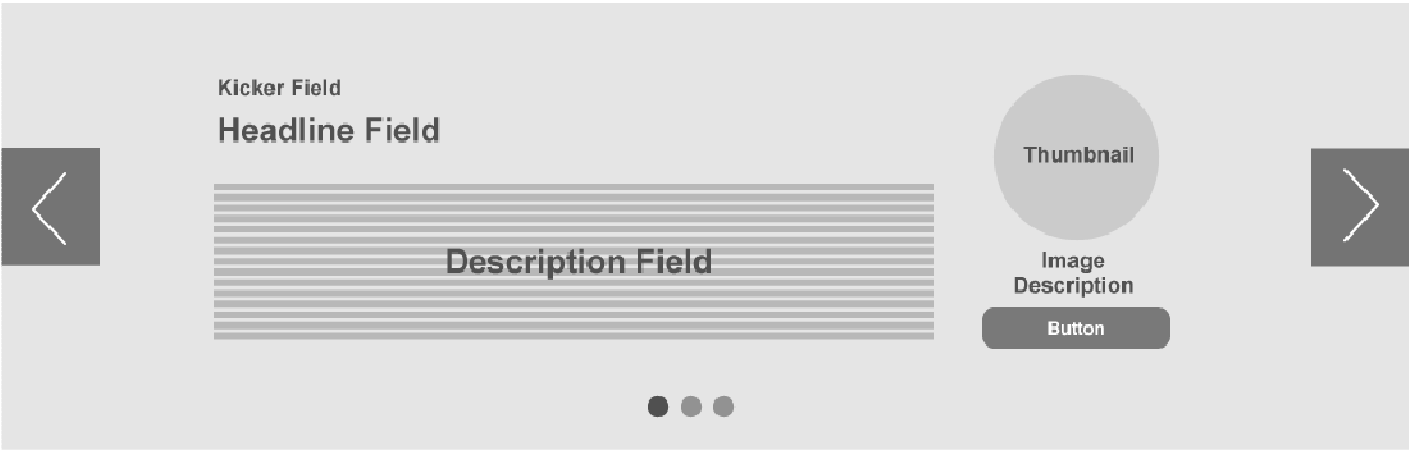 Kicker Field
Headline Field
Description Field
Thumbnail
Image
Description
Button